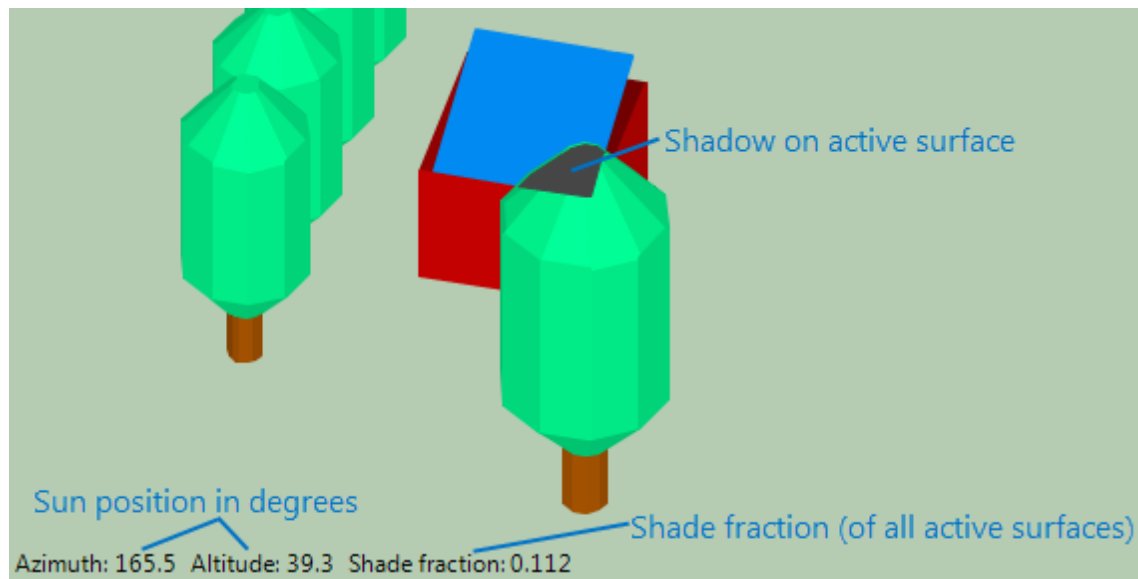 Shadow on active surface
Sun position in degrees
Shade fraction (of all active surfaces)
Azimuth: 165.5 Altitude: 39.3 Shade fraction: 0.112